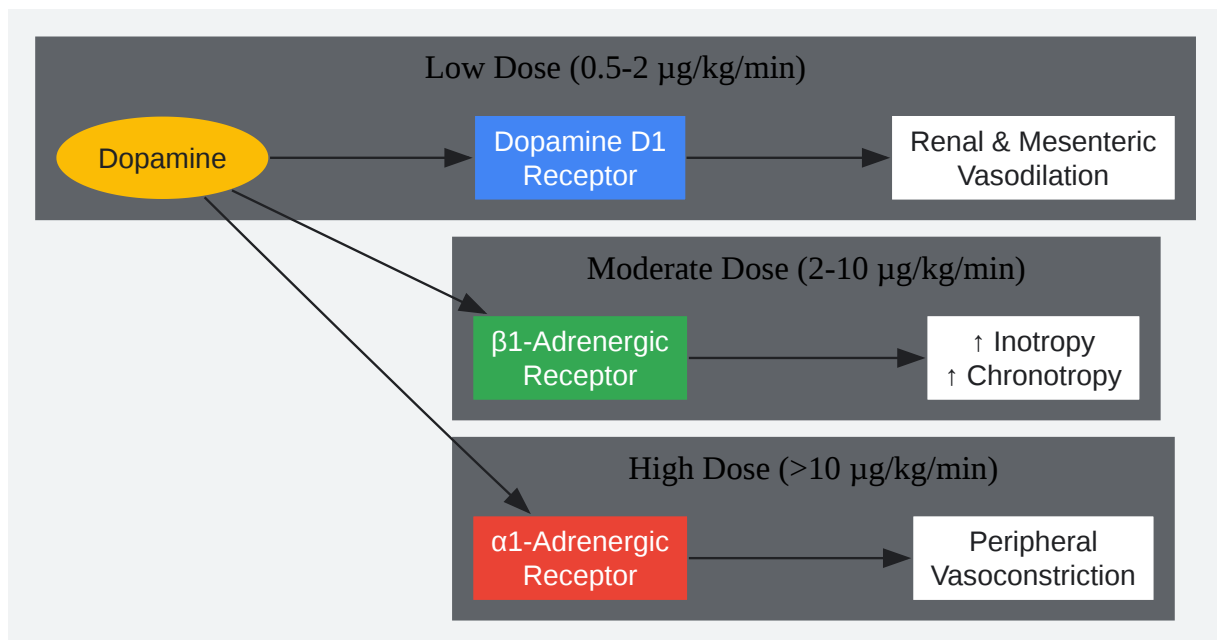 Low Dose (0.5-2 µg/kg/min)
Dopamine
Dopamine D1
Receptor
Renal & Mesenteric
Vasodilation
Moderate Dose (2-10 µg/kg/min)
β1-Adrenergic
Receptor
↑ Inotropy
↑ Chronotropy
High Dose (>10 µg/kg/min)
α1-Adrenergic
Receptor
Peripheral
Vasoconstriction